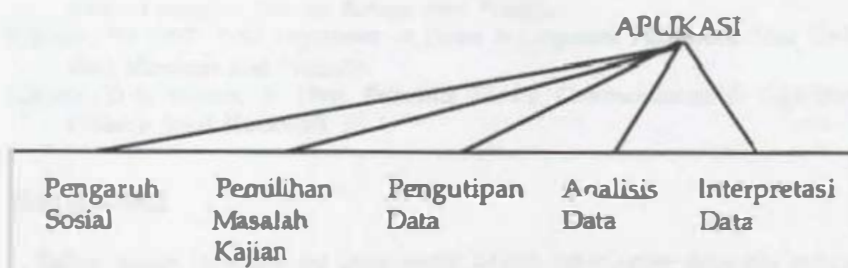 APLIKASI
Pengaruh Sosial
Pemilihan Masalah Kajian
Pengutipan Data
Analisis Data
Interpretasi Data